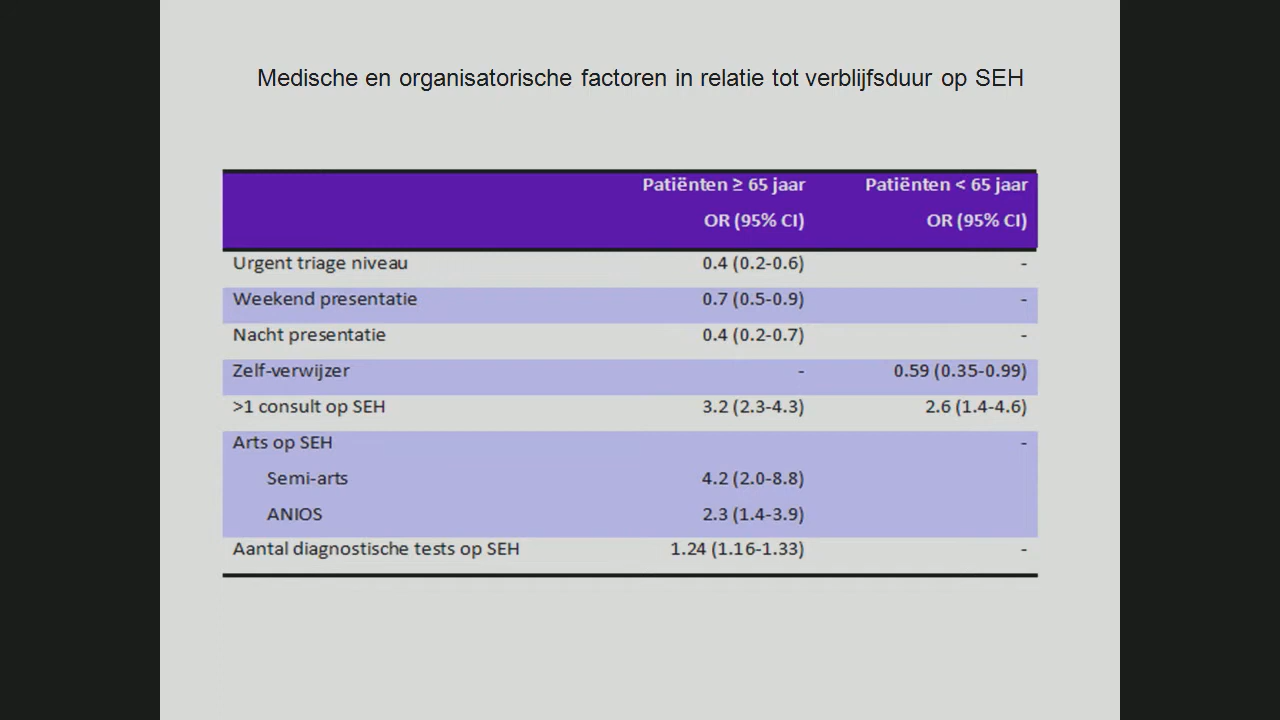 Medische en organisatorische factoren in relatie tot verblijfsduur op SEH
Patiënten ≥ 65 jaar Patiënten < 65 jaar
OR (95% CI) OR (95% CI)
Urgent triage niveau 0.4 (0.2-0.6) -
Weekend presentatie 0.7 (0.5-0.9) -
Nacht presentatie 0.4 (0.2-0.7) -
Zelf-verwijzer - 0.59 (0.35-0.99)
>1 consult op SEH 3.2 (2.3-4.3) 2.6 (1.4-4.6)
Arts op SEH -
Semi-arts 4.2 (2.0-8.8)
ANIOS 2.3 (1.4-3.9)
Aantal diagnostische tests op SEH 1.24 (1.16-1.33) -